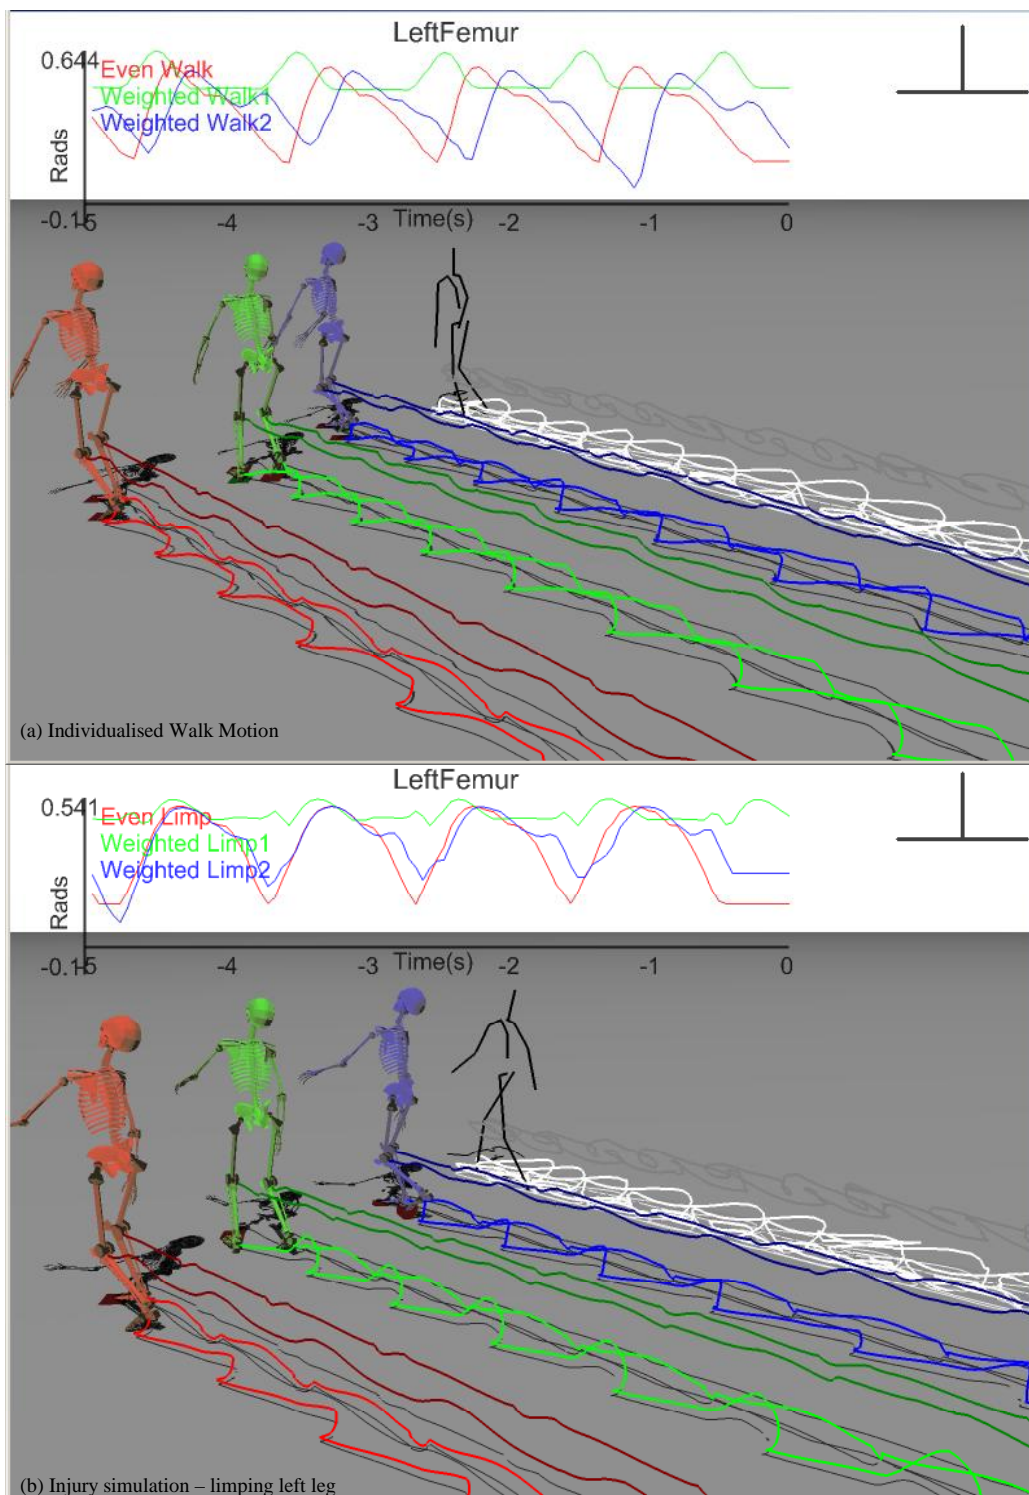 LeftFemur
0.644
Even Walk
Weighted Walk1
Weighted Walk2
Rads
-0.15
-4
-3
Time(s)
-2
-1
0
(a) Individualised Walk Motion
LeftFemur
0.541
Even Limp
Weighted Limp1
Weighted Limp2
Rads
-0.15
-4
-3
Time(s)
-2
-1
0
(b) Injury simulation – limping left leg